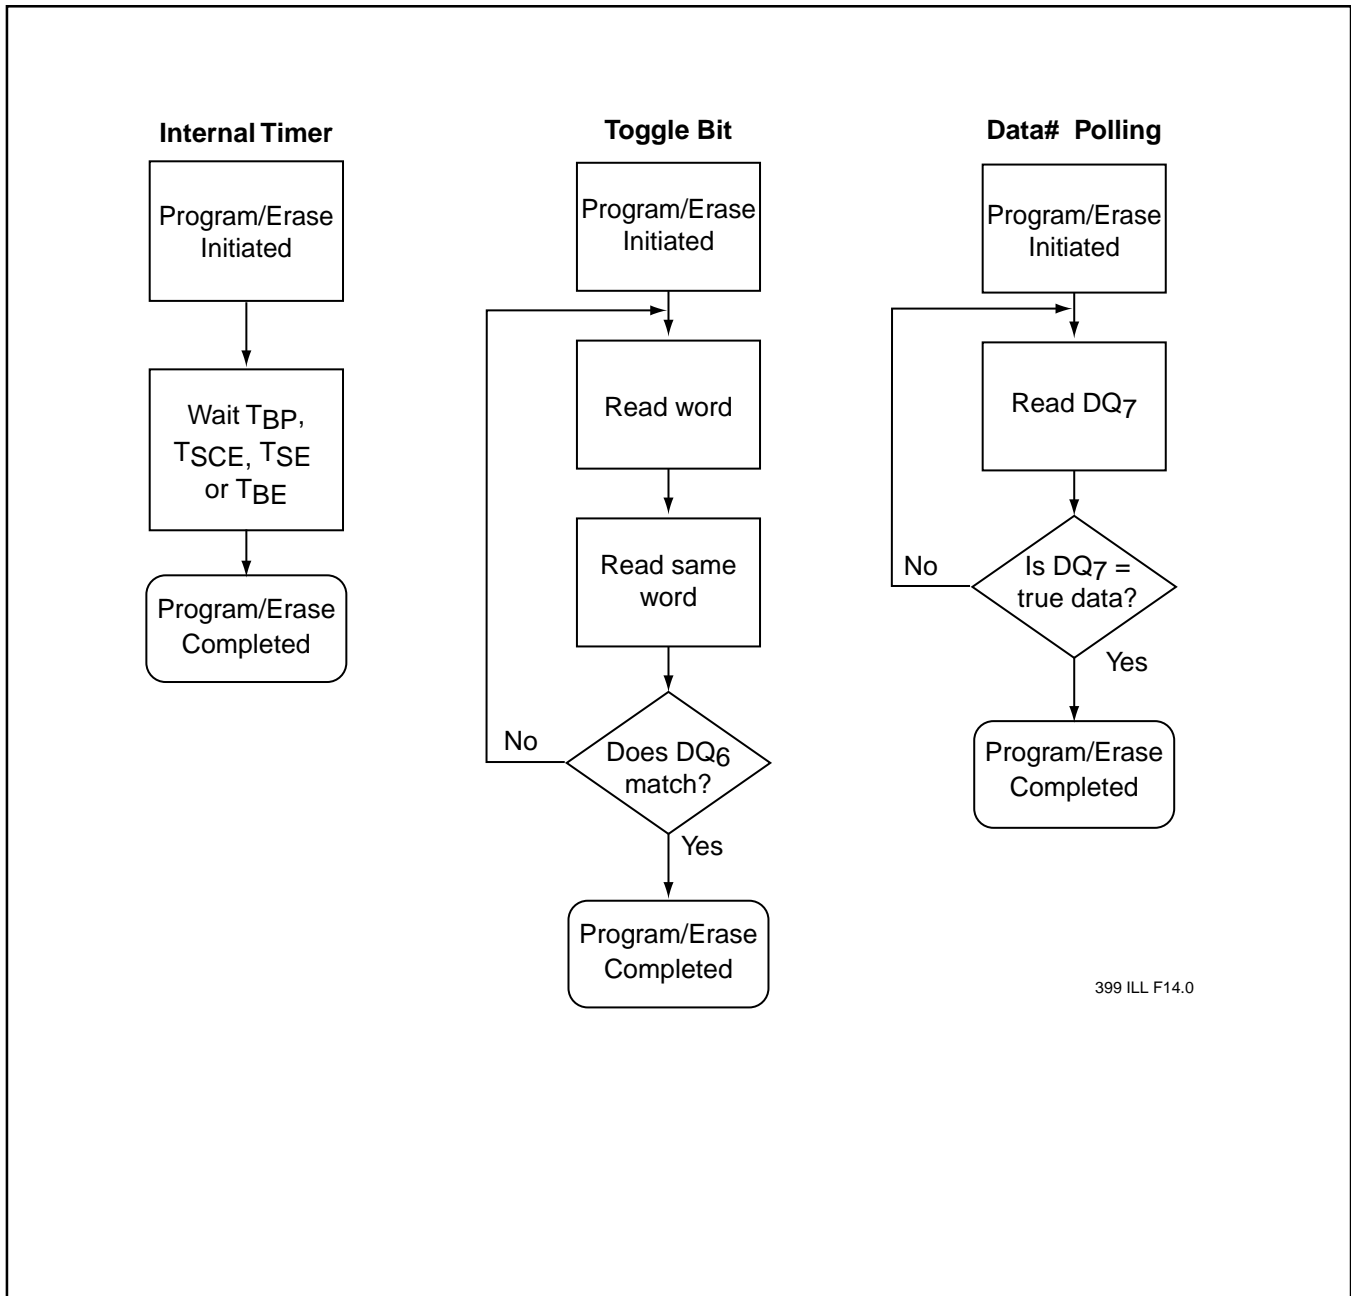 Internal Timer
Program/Erase
Initiated
Wait TBP,
TSCE, TSE
or TBE
Program/Erase
Completed
Toggle Bit
Program/Erase
Initiated
Read word
Read same
word
No
Does DQ6
match?
Yes
Program/Erase
Completed
Data# Polling
Program/Erase
Initiated
Read DQ7
No
Is DQ7 =
true data?
Yes
Program/Erase
Completed
399 ILL F14.0